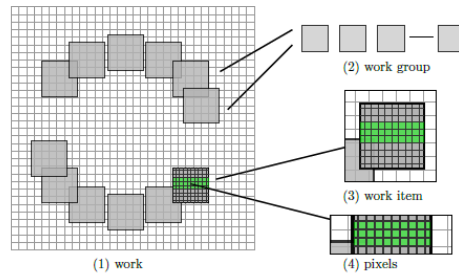 (2) work group
(3) work item
(1) work
(4) pixels